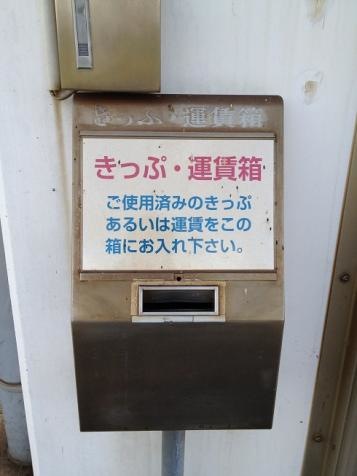 きっぷ・運賃箱
きっぷ・運賃箱
ご使用済みのきっぷ
あるいは運賃をこの
箱にお入れ下さい。